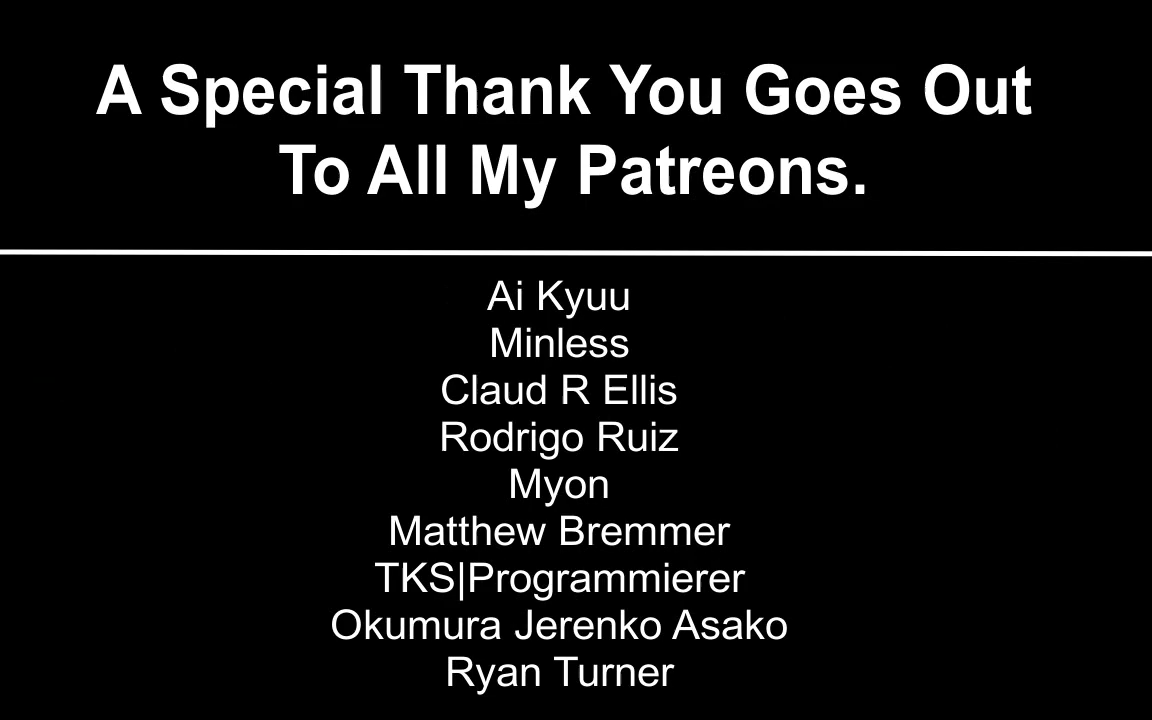 A Special Thank You Goes Out
To All My Patreons.
Ai Kyuu
Minless
Claud R Ellis
Rodrigo Ruiz
Myon
Matthew Bremmer
TKS|Programmierer
Okumura Jerenko Asako
Ryan Turner